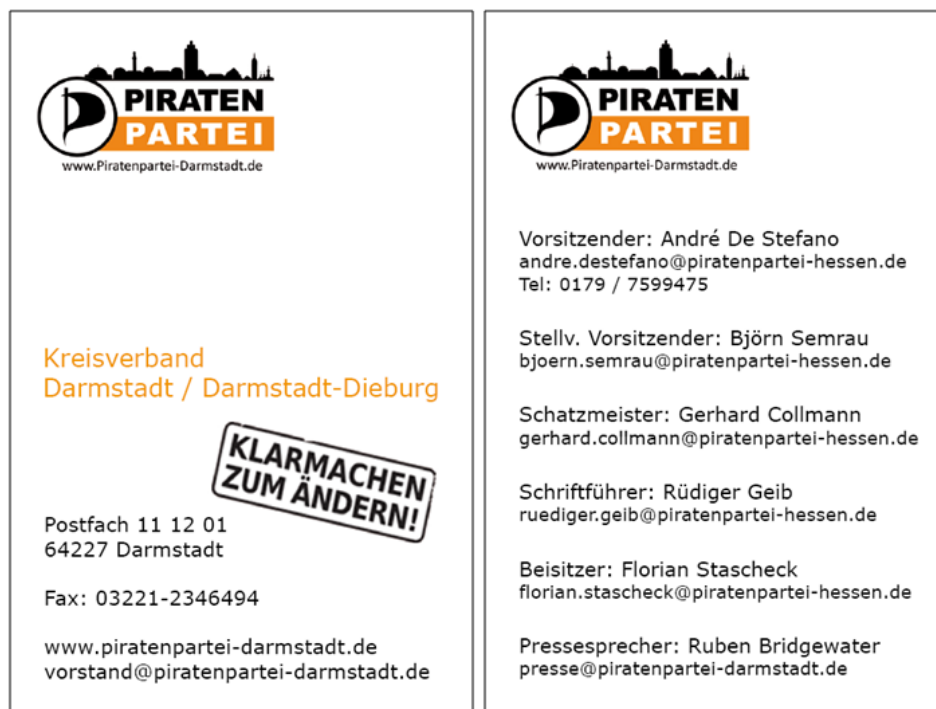 PIRATEN
PARTEI
www.Piratenpartei-Darmstadt.de
Kreisverband
Darmstadt / Darmstadt-Dieburg
KLARMACHEN
ZUM ÄNDERN!
Postfach 11 12 01
64227 Darmstadt
Fax: 03221-2346494
www.piratenpartei-darmstadt.de
vorstand@piratenpartei-darmstadt.de
PIRATEN
PARTEI
www.Piratenpartei-Darmstadt.de
Vorsitzender: André De Stefano
andre.destefano@piratenpartei-hessen.de
Tel: 0179 / 7599475
Stellv. Vorsitzender: Björn Semrau
bjoern.semrau@piratenpartei-hessen.de
Schatzmeister: Gerhard Collmann
gerhard.collmann@piratenpartei-hessen.de
Schriftführer: Rüdiger Geib
ruediger.geib@piratenpartei-hessen.de
Beisitzer: Florian Stascheck
florian.stascheck@piratenpartei-hessen.de
Pressesprecher: Ruben Bridgewater
presse@piratenpartei-darmstadt.de